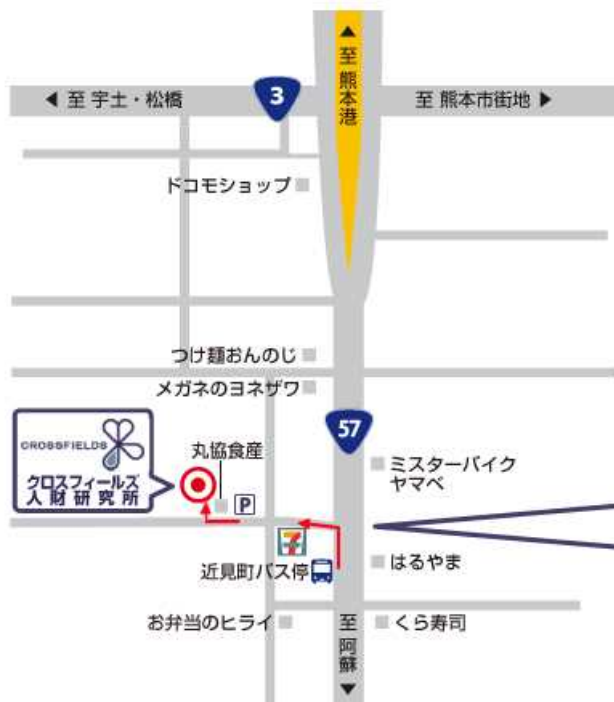 ▲ 至 熊本港
◀ 至 宇土・松橋
3
至 熊本市街地 ▶
ドコモショップ
つけ麺おんのじ
メガネのヨネザワ
57
CROSSFIELDS
クロスフィールズ
人財研究所
丸協食産
P
ミスターバイク
ヤマベ
7
近見町バス停
はるやま
お弁当のヒライ
くら寿司
至 阿蘇 ▼